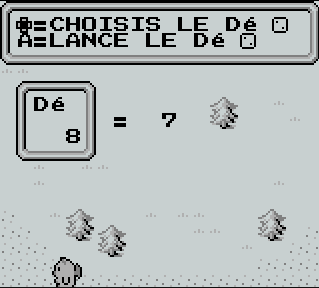 =CHOISIS LE Dé
A=LANCE LE Dé
Dé
8 = 7